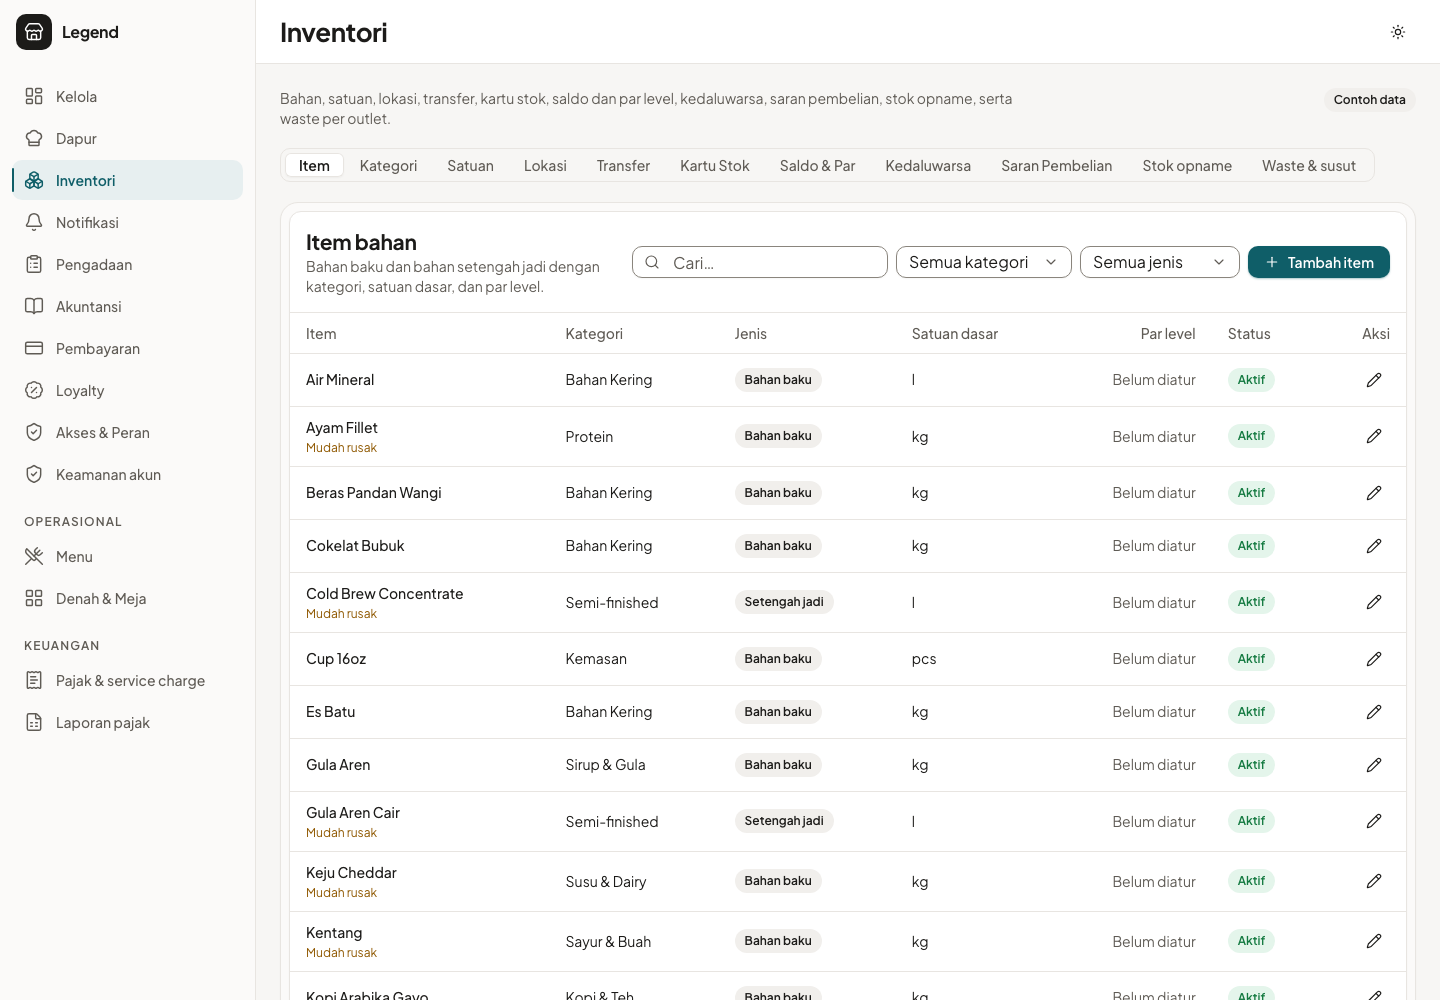 Legend
Inventori
Kelola
Dapur
Inventori
Notifikasi
Pengadaan
Akuntansi
Pembayaran
Loyalty
Akses & Peran
Keamanan akun
OPERASIONAL
Menu
Denah & Meja
KEUANGAN
Pajak & service charge
Laporan pajak
Bahan, satuan, lokasi, transfer, kartu stok, saldo dan par level, kedaluwarsa, saran pembelian, stok opname, serta
waste per outlet.
Contoh data
Item Kategori Satuan Lokasi Transfer Kartu Stok Saldo & Par Kedaluwarsa Saran Pembelian Stok opname Waste & susut
Item bahan
Bahan baku dan bahan setengah jadi dengan
kategori, satuan dasar, dan par level.
Cari... Semua kategori Semua jenis Tambah item
Item Kategori Jenis Satuan dasar Par level Status Aksi
Air Mineral Bahan Kering Bahan baku l Belum diatur Aktif
Ayam Fillet
Mudah rusak
Protein Bahan baku kg Belum diatur Aktif
Beras Pandan Wangi Bahan Kering Bahan baku kg Belum diatur Aktif
Cokelat Bubuk Bahan Kering Bahan baku kg Belum diatur Aktif
Cold Brew Concentrate
Mudah rusak
Semi-finished Setengah jadi l Belum diatur Aktif
Cup 16oz Kemasan Bahan baku pcs Belum diatur Aktif
Es Batu Bahan Kering Bahan baku kg Belum diatur Aktif
Gula Aren Sirup & Gula Bahan baku kg Belum diatur Aktif
Gula Aren Cair
Mudah rusak
Semi-finished Setengah jadi l Belum diatur Aktif
Keju Cheddar
Mudah rusak
Susu & Dairy Bahan baku kg Belum diatur Aktif
Kentang
Mudah rusak
Sayur & Buah Bahan baku kg Belum diatur Aktif
Kopi Arabika Gayo Kopi & Teh Bahan baku kg Belum diatur Aktif